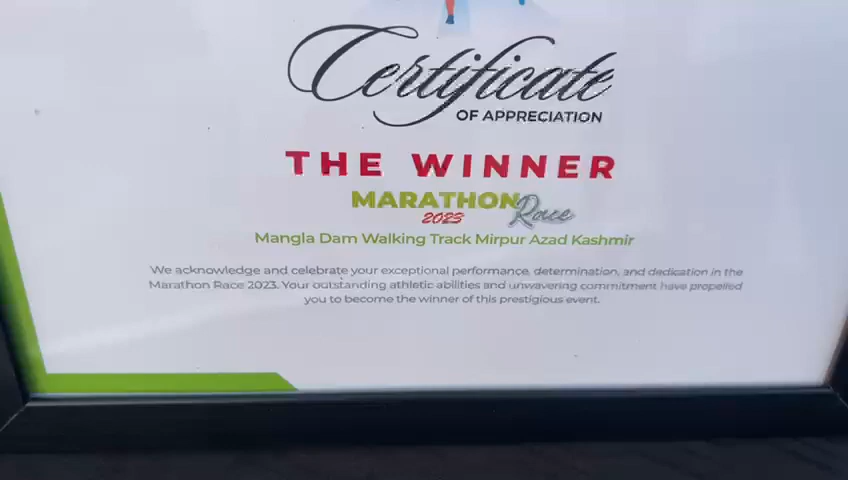 Certificate
OF APPRECIATION
THE WINNER
MARATHON Race
2023
Mangla Dam Walking Track Mirpur Azad Kashmir
We acknowledge and celebrate your exceptional performance, determination, and dedication in the
Marathon Race 2023. Your outstanding athletic abilities and unwavering commitment have propelled
you to become the winner of this prestigious event.